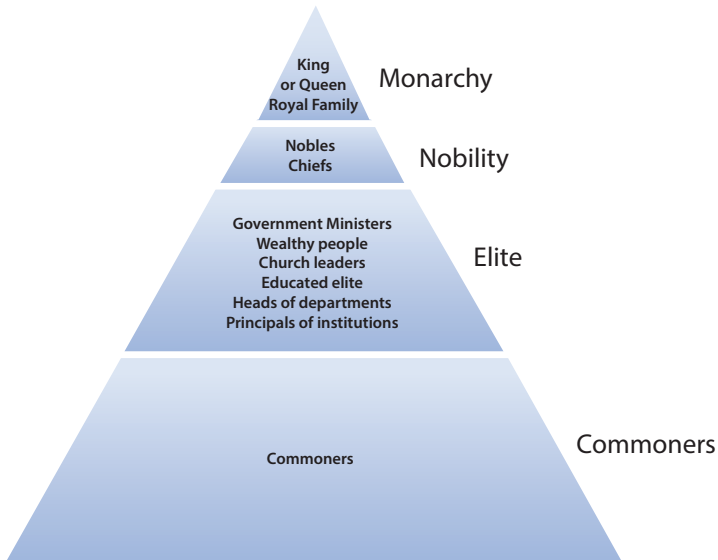 King
or Queen
Royal Family
Monarchy
Nobles
Chiefs
Nobility
Government Ministers
Wealthy people
Church leaders
Educated elite
Heads of departments
Principals of institutions
Elite
Commoners
Commoners